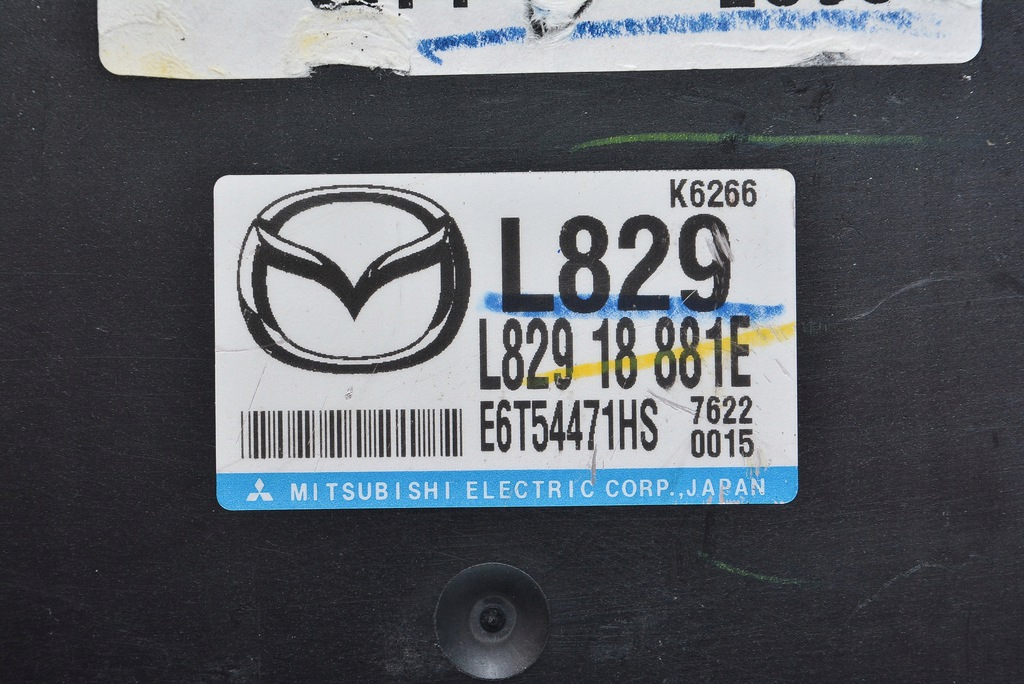 K6266
L829
L829 18 881E
E6T54471HS
7622
0015
MITSUBISHI ELECTRIC CORP.,JAPAN